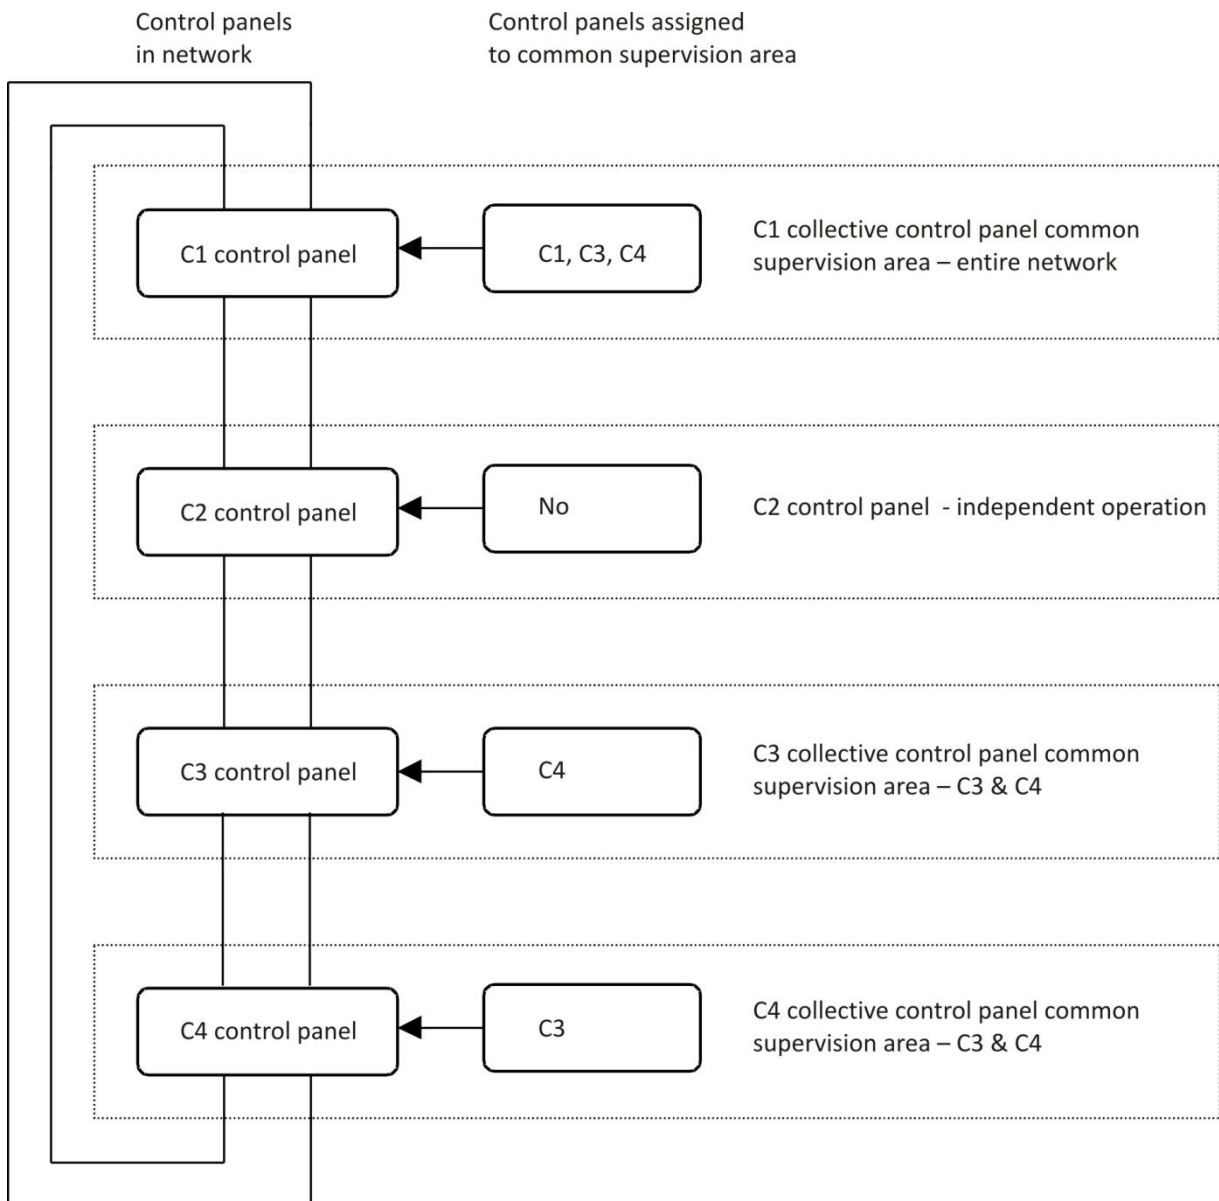 Control panels
in network
Control panels assigned
to common supervision area
C1 control panel
C1, C3, C4
C1 collective control panel common
supervision area – entire network
C2 control panel
No
C2 control panel  - independent operation
C3 control panel
C4
C3 collective control panel common
supervision area – C3 & C4
C4 control panel
C3
C4 collective control panel common
supervision area – C3 & C4